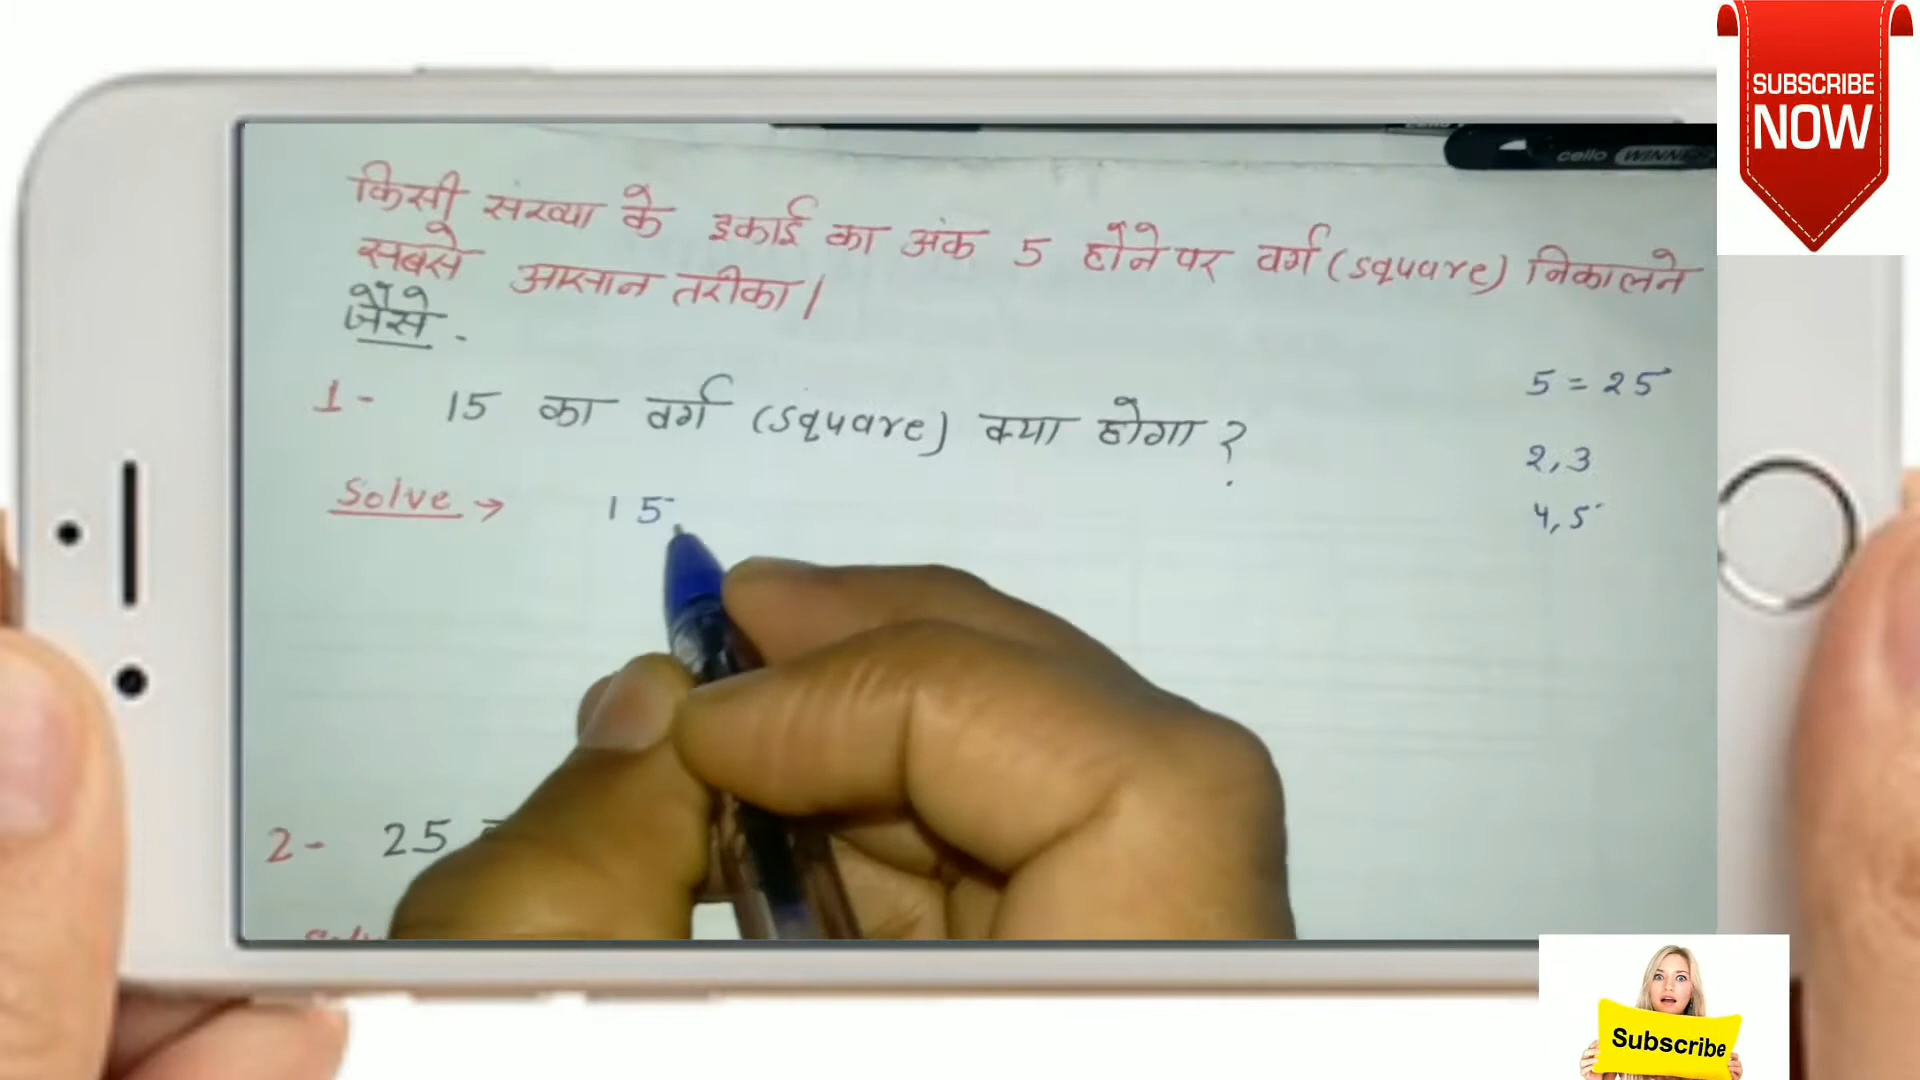 किसी संख्या के इकाई का अंक 5 होने पर वर्ग (square) निकालने
सबसे आसान तरीका।
जैसे -
1- 15 का वर्ग (square) क्या होगा ?
Solve → 15
5 = 25
2,3
4,5
2- 25
cello WINNE
SUBSCRIBE
NOW
Subscribe